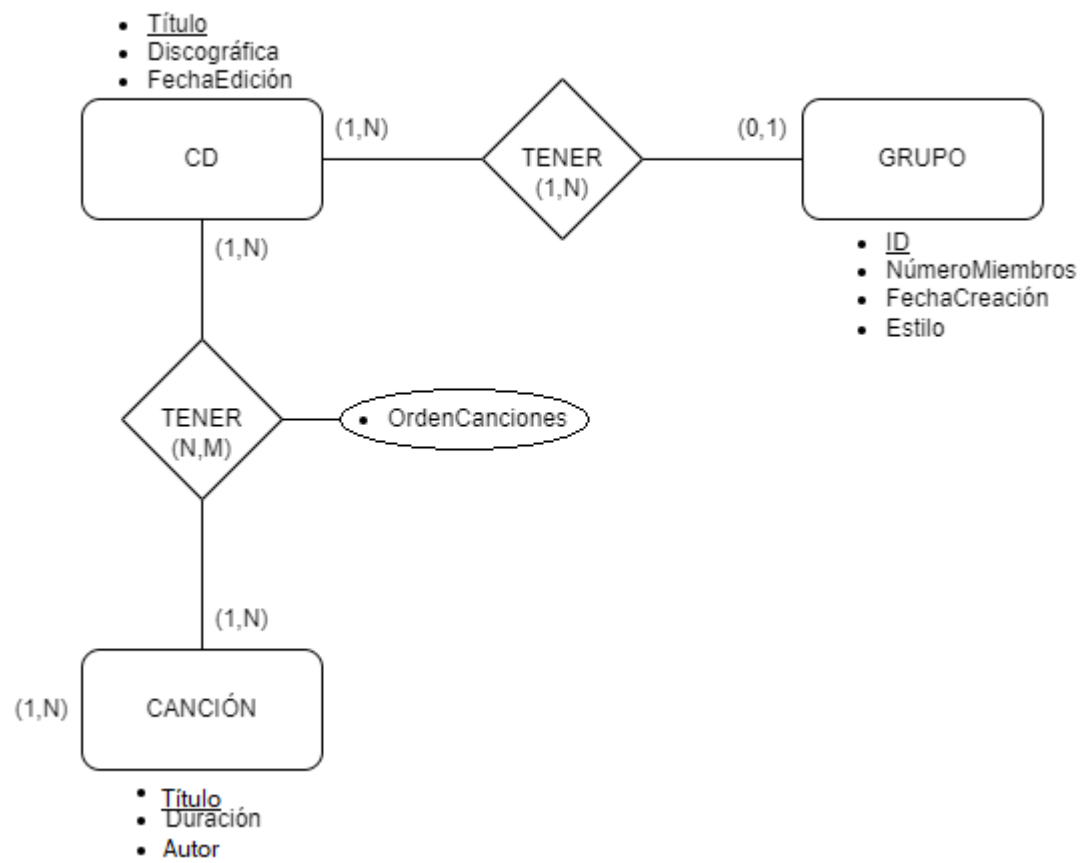 Título
Discográfica
FechaEdición
CD
(1,N)
TENER
(1,N)
(0,1)
GRUPO
ID
NúmeroMiembros
FechaCreación
Estilo
(1,N)
TENER
(N,M)
OrdenCanciones
(1,N)
(1,N)
CANCIÓN
Título
Duración
Autor